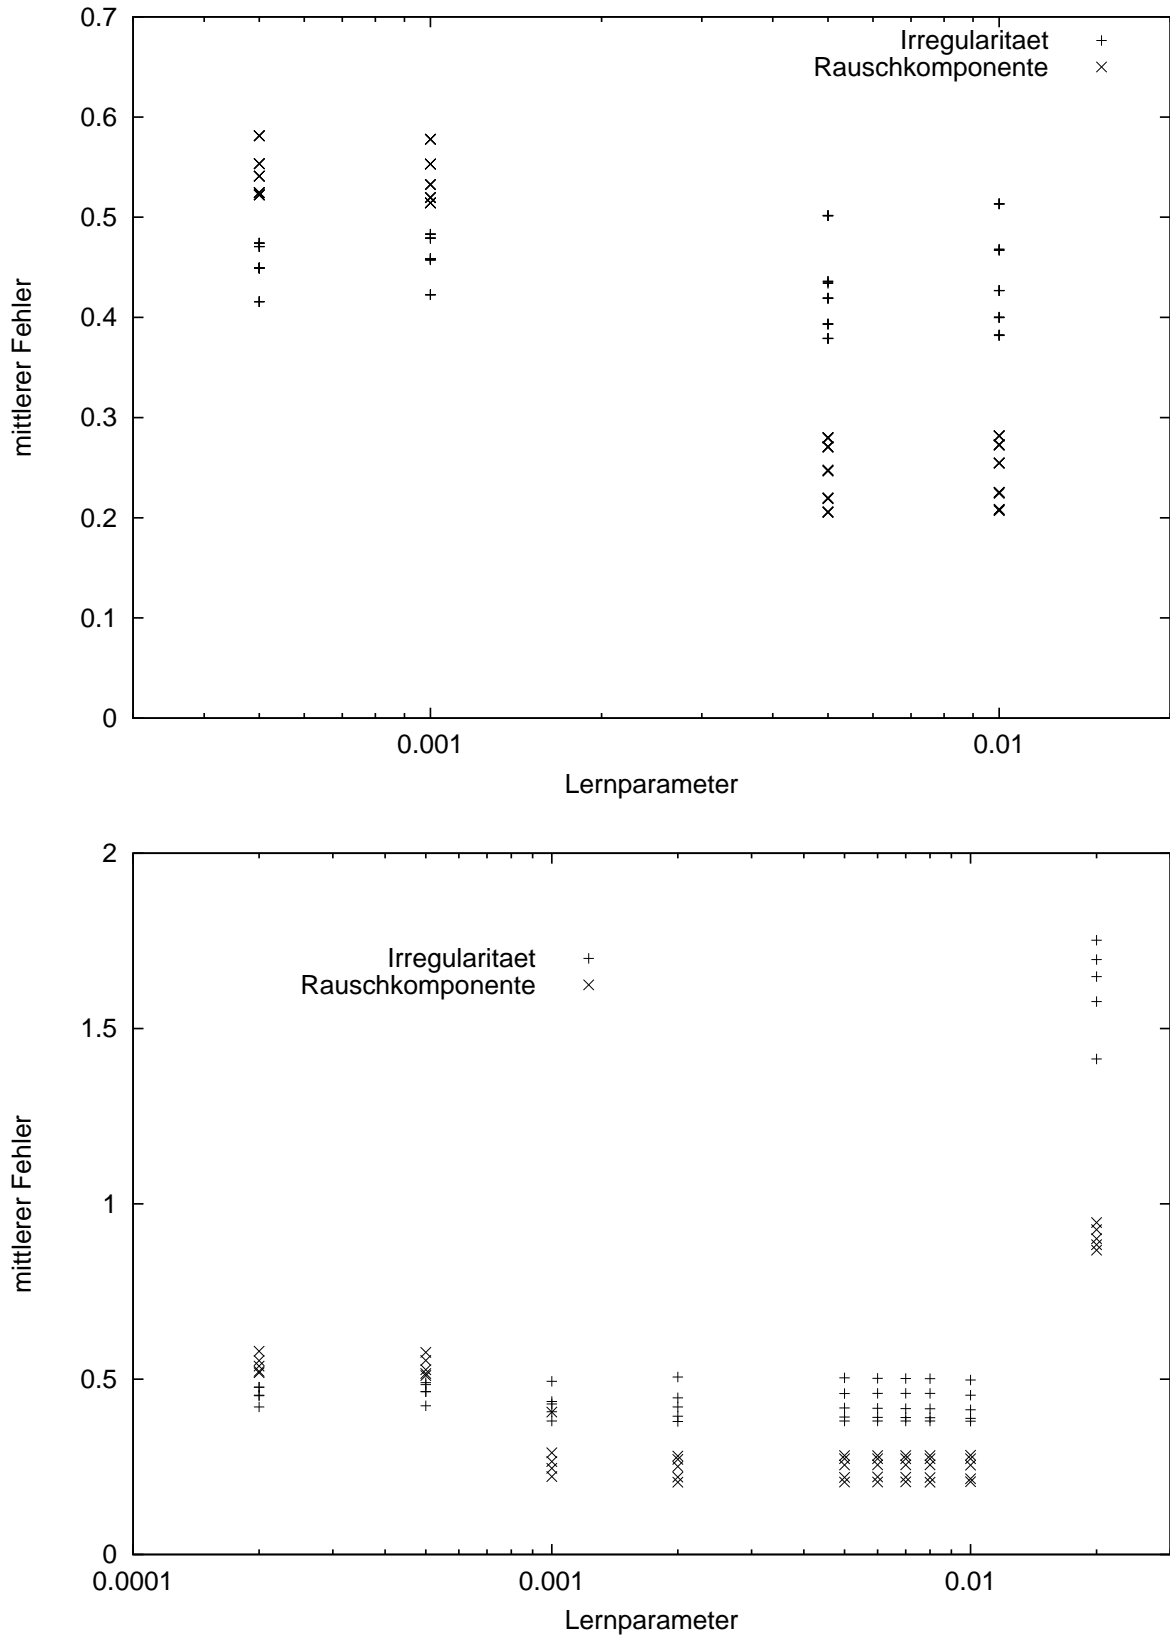 0.7
Irregularitaet
Rauschkomponente
0.6
0.5
0.4
0.3
0.2
0.1
0
mittlerer Fehler
0.001 0.01
Lernparameter
2
Irregularitaet
Rauschkomponente
1.5
1
0.5
0
mittlerer Fehler
0.0001 0.001 0.01
Lernparameter